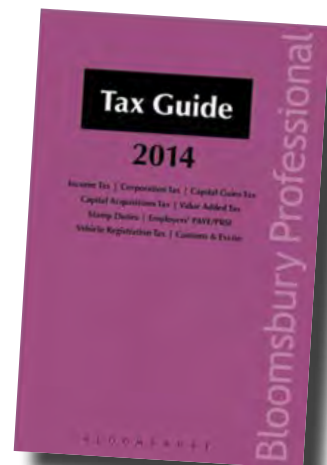 Tax Guide
2014
Income Tax | Corporation Tax | Capital Gains Tax
Capital Acquisitions Tax | Value Added Tax
Stamp Duties | Employers' PAYE/PRSI
Vehicle Registration Tax | Customs & Excise
Bloomsbury Professional
BLOOMSBURY